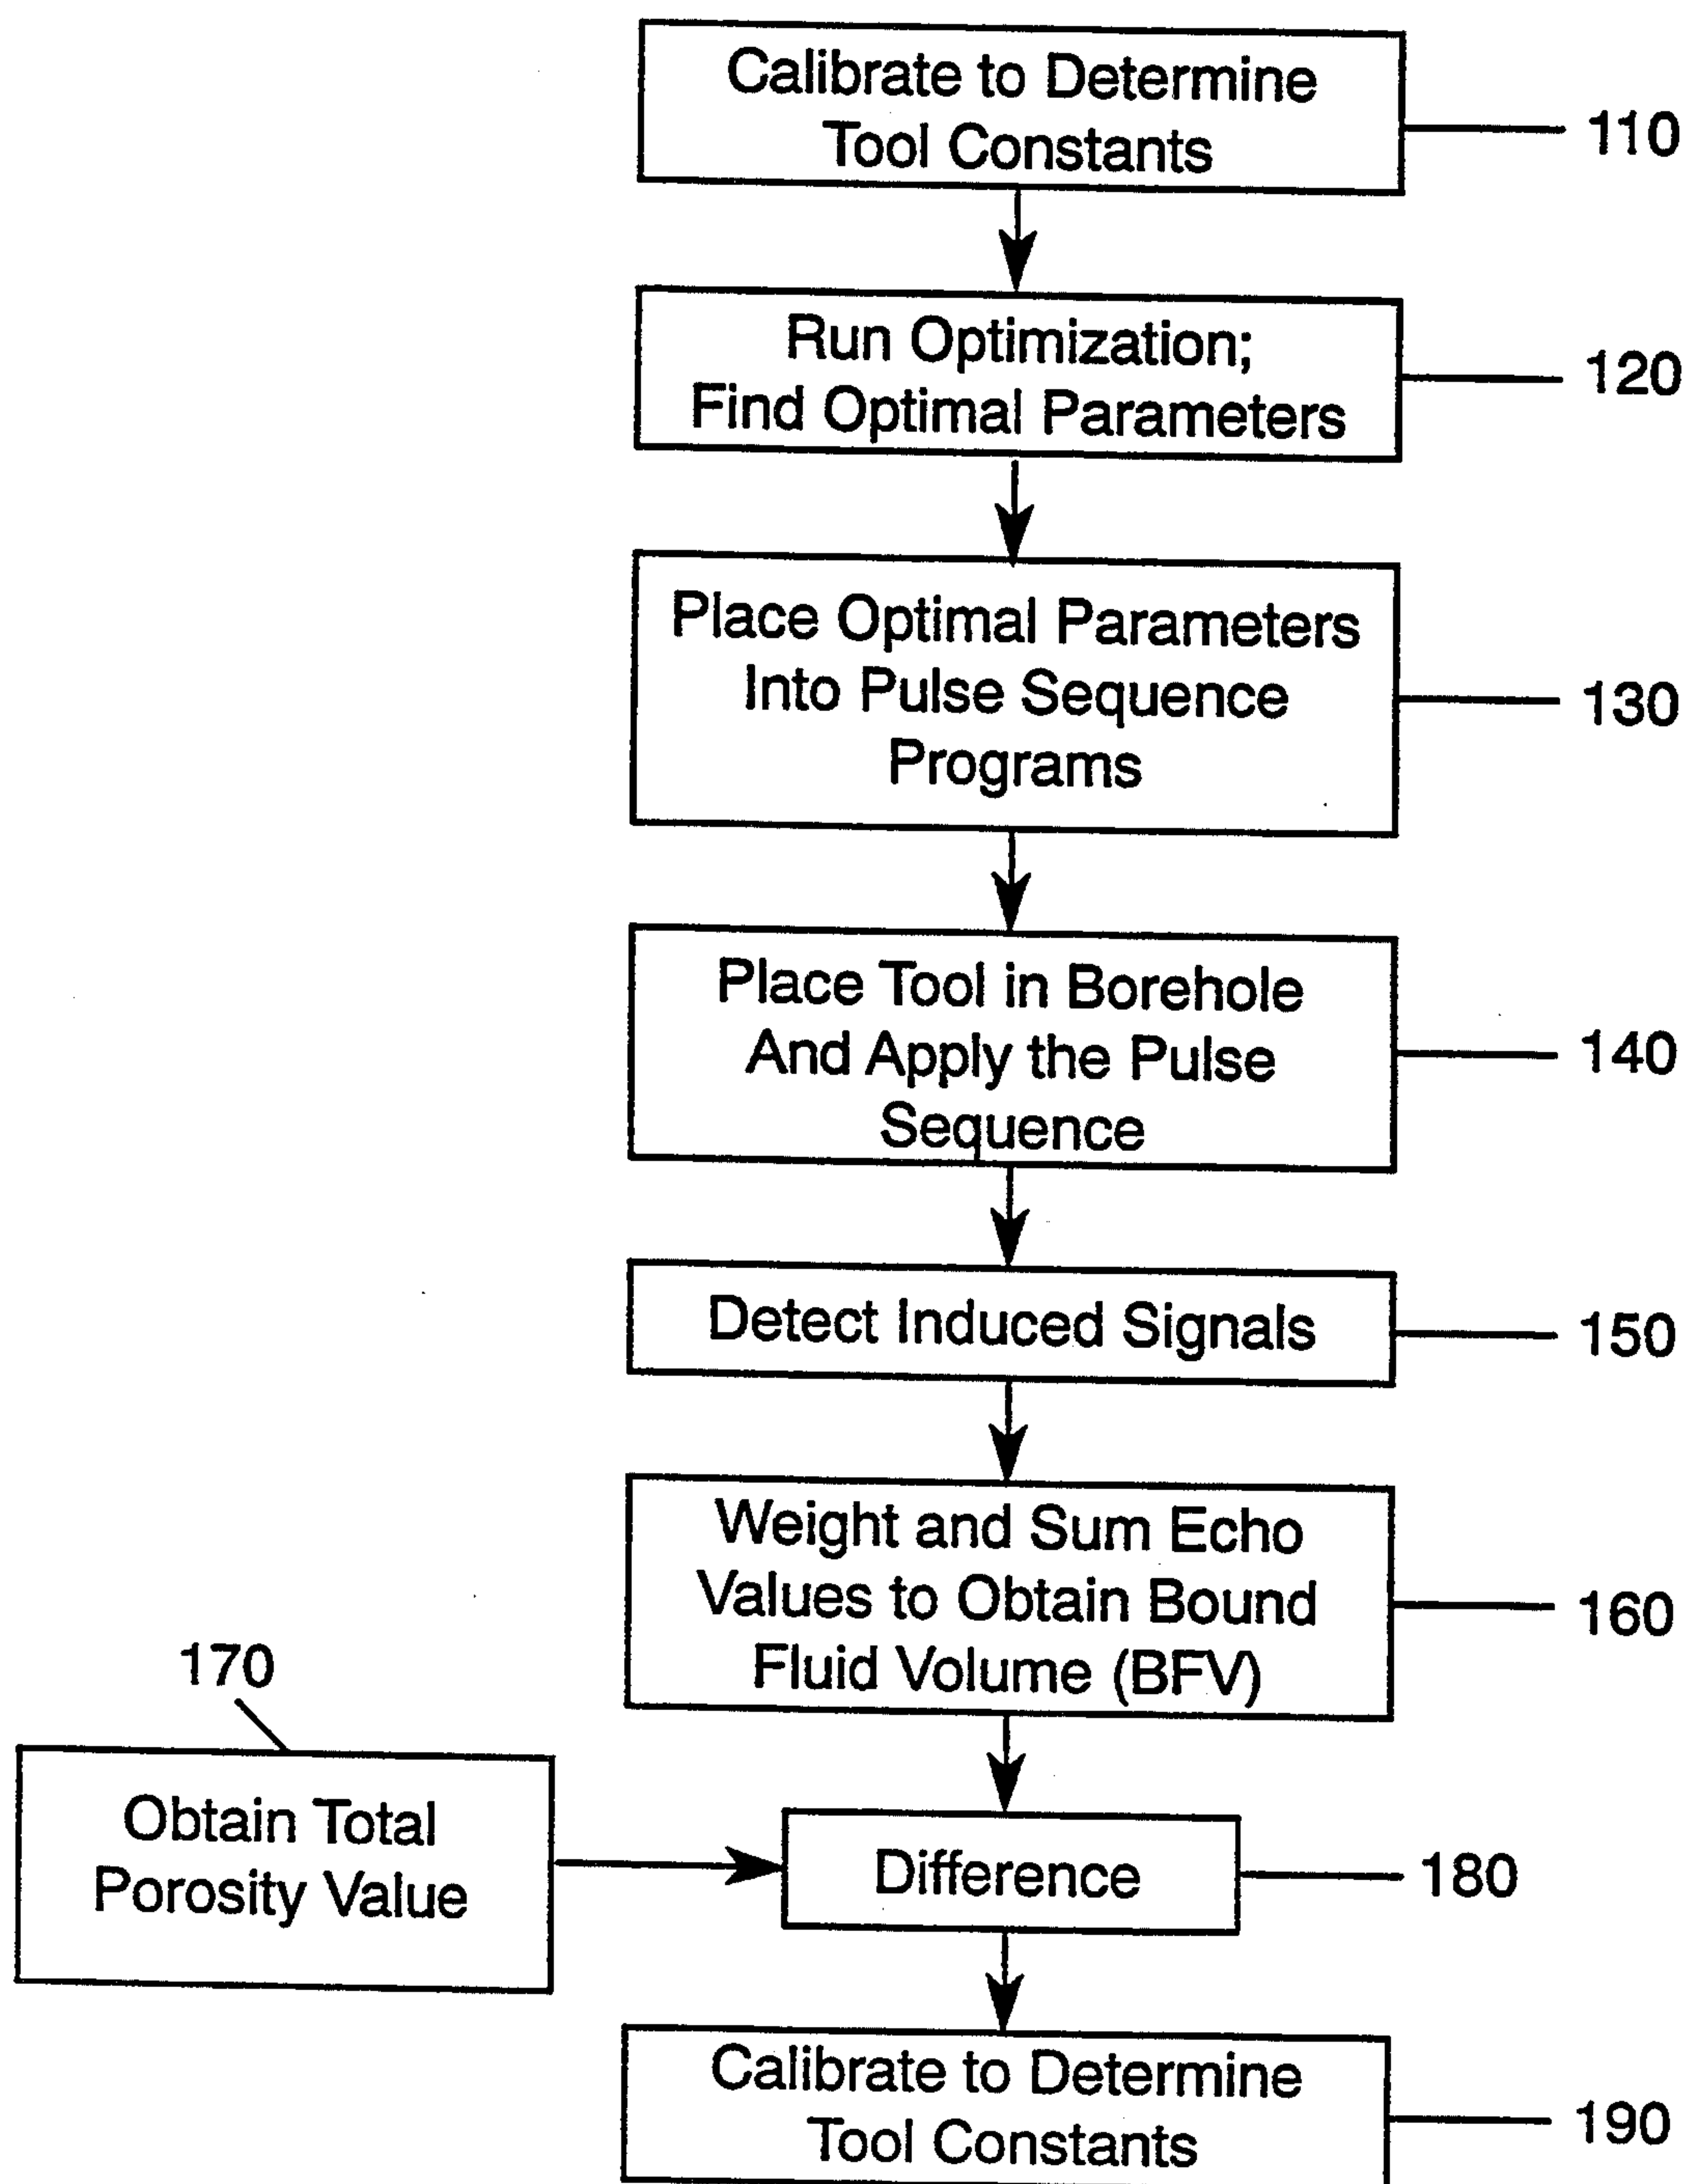 Calibrate to Determine
Tool Constants
110
Run Optimization;
Find Optimal Parameters
120
Place Optimal Parameters
Into Pulse Sequence
Programs
130
Place Tool in Borehole
And Apply the Pulse
Sequence
140
Detect Induced Signals
150
Weight and Sum Echo
Values to Obtain Bound
Fluid Volume (BFV)
160
170
Obtain Total
Porosity Value
Difference
180
Calibrate to Determine
Tool Constants
190